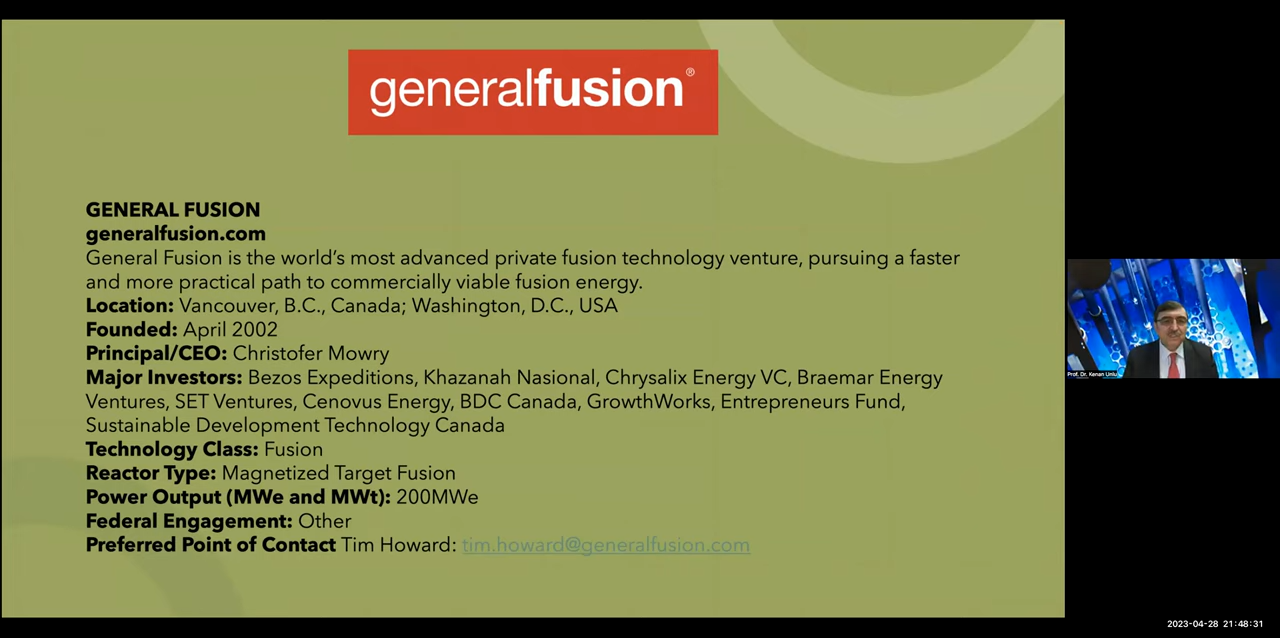 generalfusion®
GENERAL FUSION
generalfusion.com
General Fusion is the world's most advanced private fusion technology venture, pursuing a faster
and more practical path to commercially viable fusion energy.
Location: Vancouver, B.C., Canada; Washington, D.C., USA
Founded: April 2002
Principal/CEO: Christofer Mowry
Major Investors: Bezos Expeditions, Khazanah Nasional, Chrysalix Energy VC, Braemar Energy
Ventures, SET Ventures, Cenovus Energy, BDC Canada, GrowthWorks, Entrepreneurs Fund,
Sustainable Development Technology Canada
Technology Class: Fusion
Reactor Type: Magnetized Target Fusion
Power Output (MWe and MWt): 200MWe
Federal Engagement: Other
Preferred Point of Contact Tim Howard: tim.howard@generalfusion.com
Prof. Dr. Kenan Unlu
2023-04-28 21:48:31